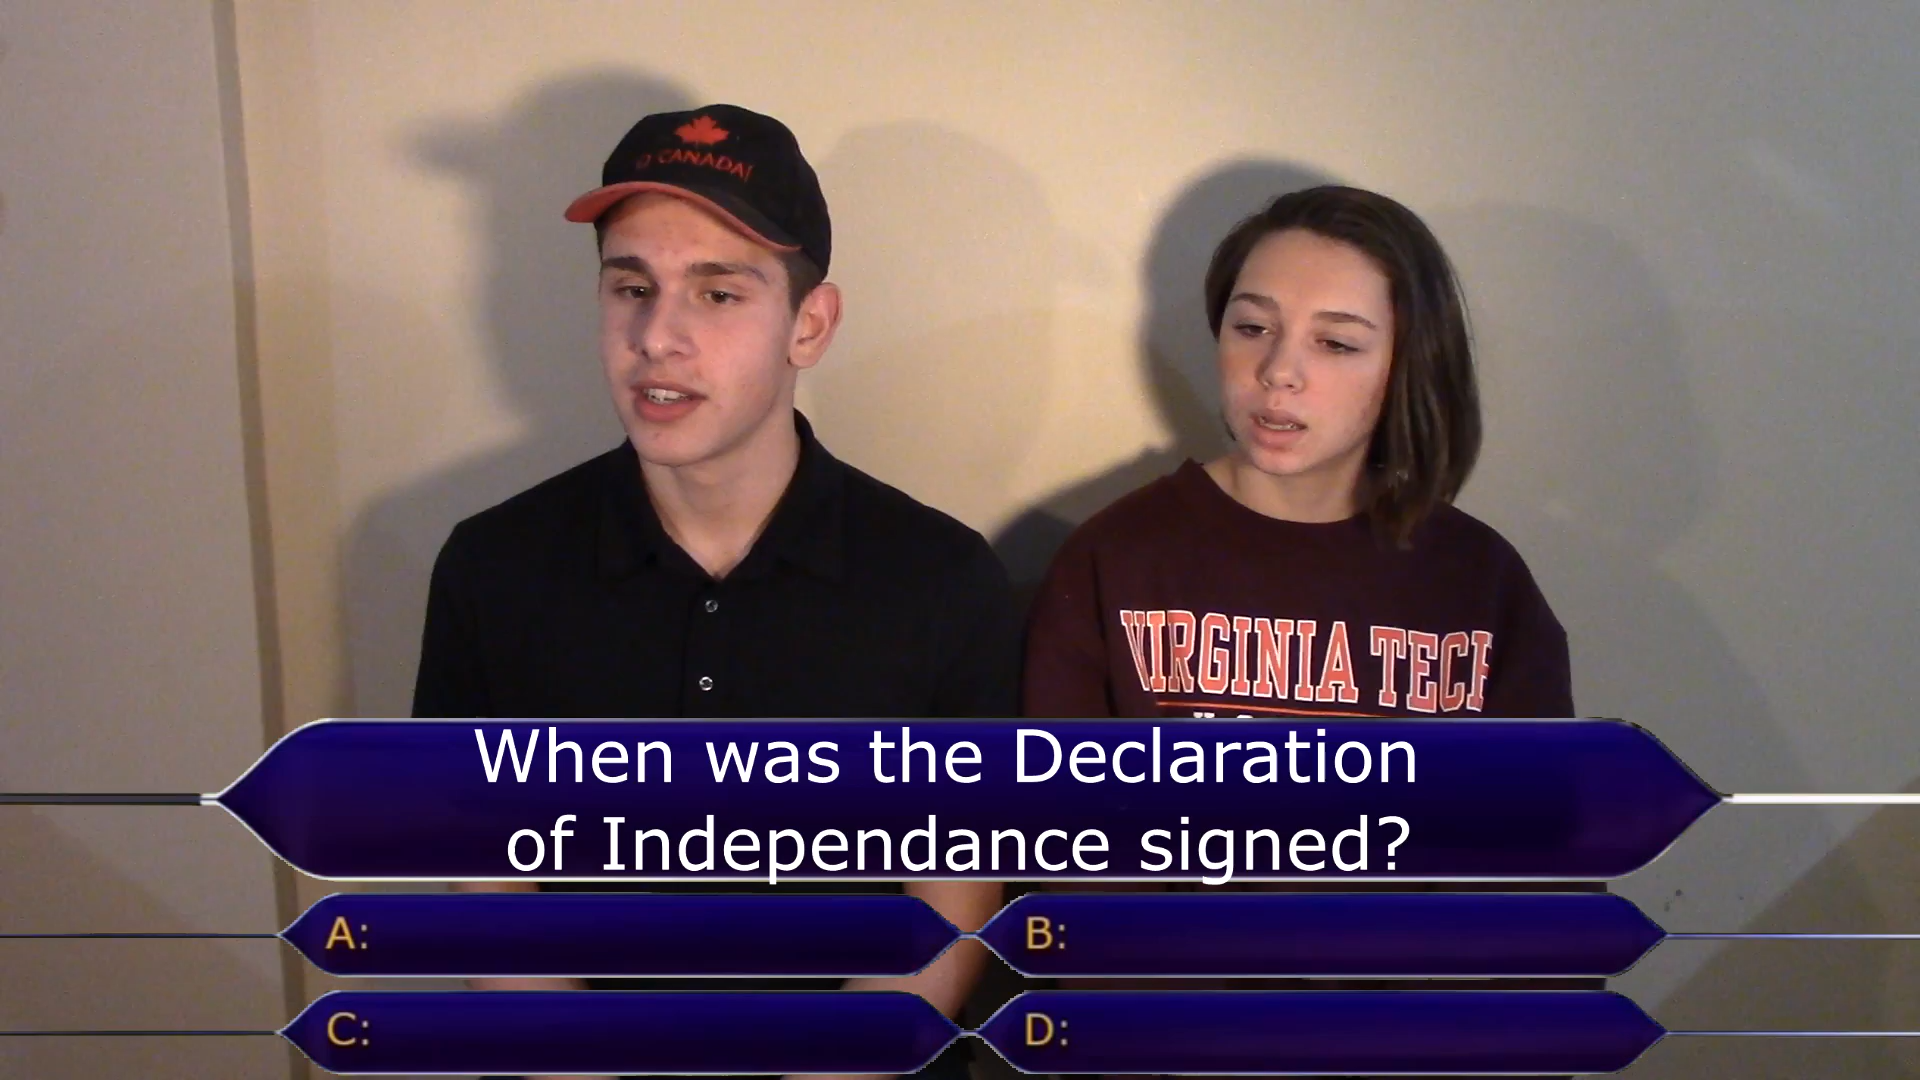 O CANADA!
VIRGINIA TECH
When was the Declaration
of Independance signed?
A:
B:
C:
D: